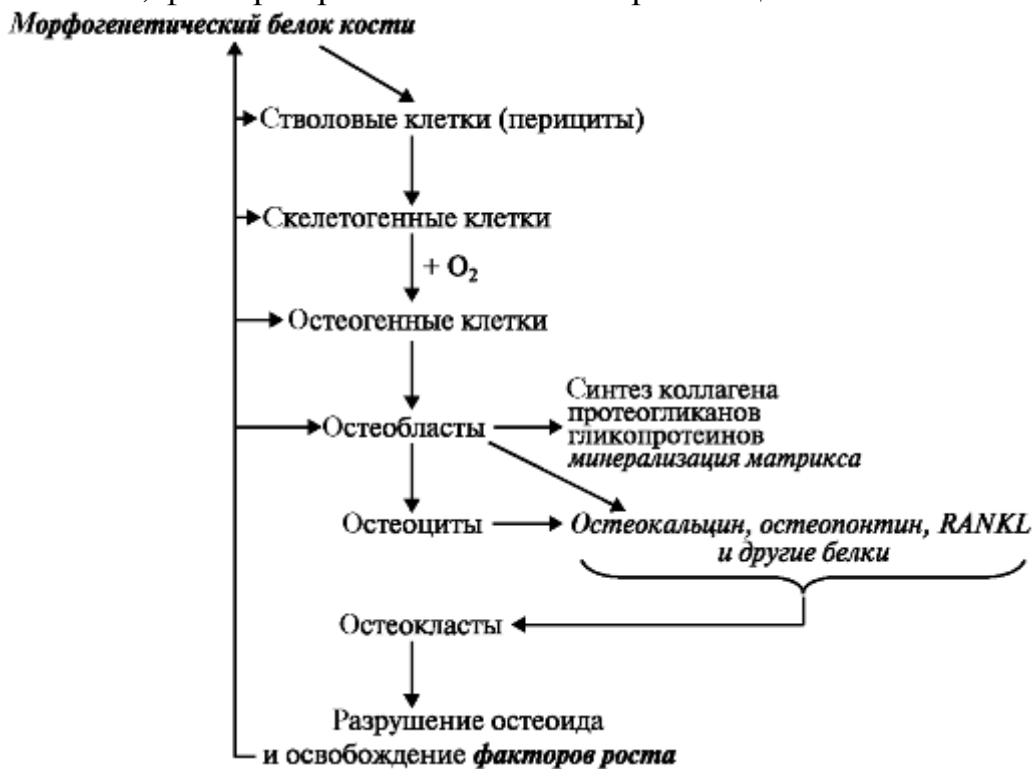 Морфогенетический белок кости
Стволовые клетки (перициты)
Скелетогенные клетки
+ O₂
Остеогенные клетки
Синтез коллагена
протеогликанов
гликопротеинов
минерализация матрикса
Остеобласты
Остеоциты
Остеокальцин, остеопонтин, RANKL
и другие белки
Остеокласты
Разрушение остеоида
и освобождение факторов роста